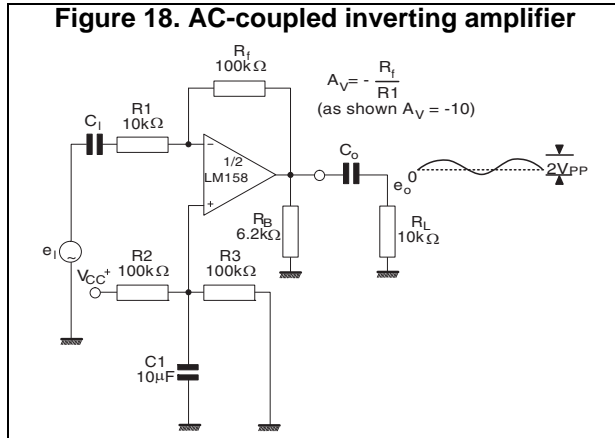 Figure 18. AC-coupled inverting amplifier
Rf
100kΩ
AV= - Rf
R1
(as shown AV = -10)
CI
R1
10kΩ
1/2
LM158
Co
eo
0
2VPP
RB
6.2kΩ
RL
10kΩ
eI
~
VCC+
R2
100kΩ
R3
100kΩ
C1
10μF